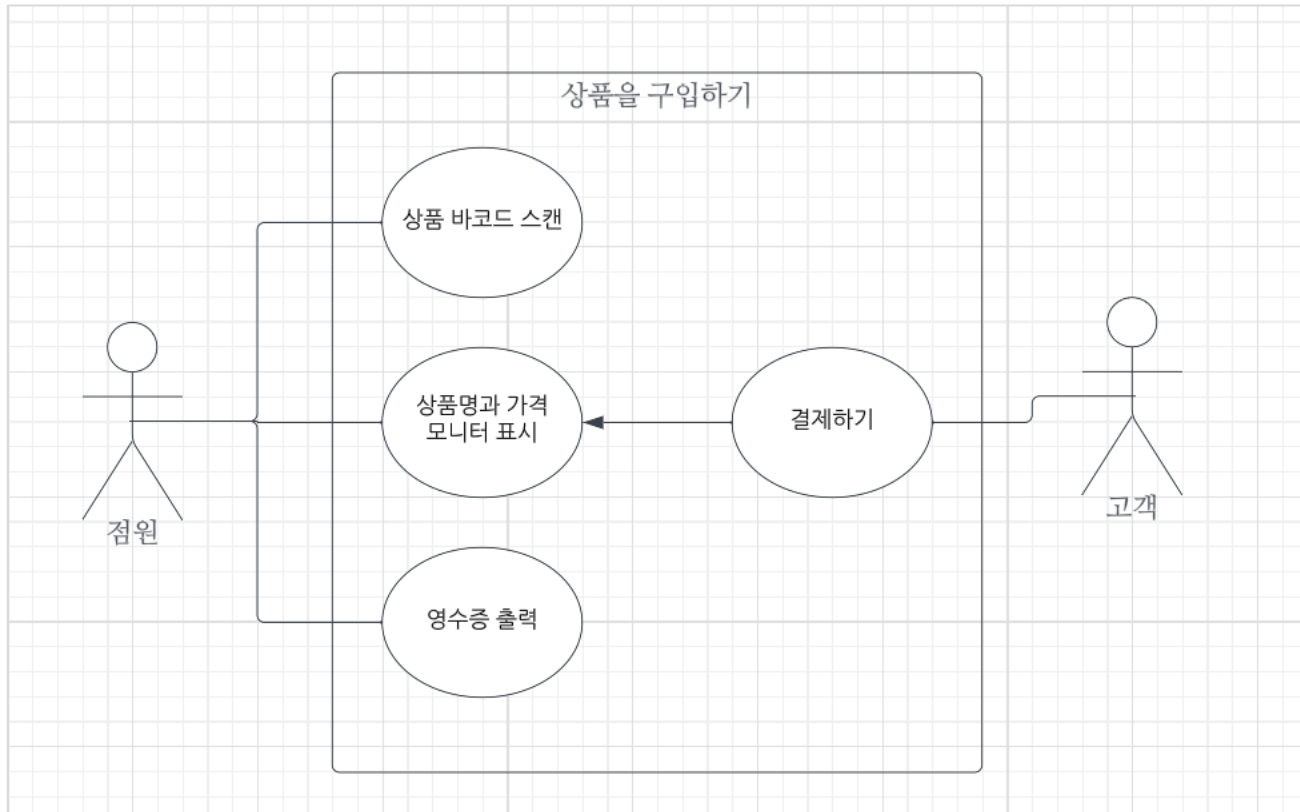 상품을 구입하기
상품 바코드 스캔
상품명과 가격
모니터 표시
결제하기
영수증 출력
점원
고객